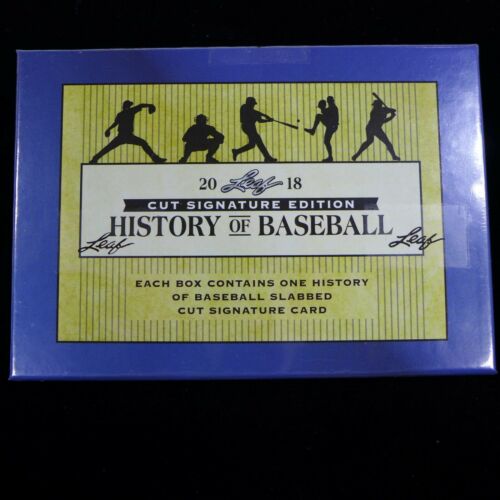 20 Leaf 18
CUT SIGNATURE EDITION
HISTORY OF BASEBALL
Leaf Leaf
EACH BOX CONTAINS ONE HISTORY
OF BASEBALL SLABBED
CUT SIGNATURE CARD